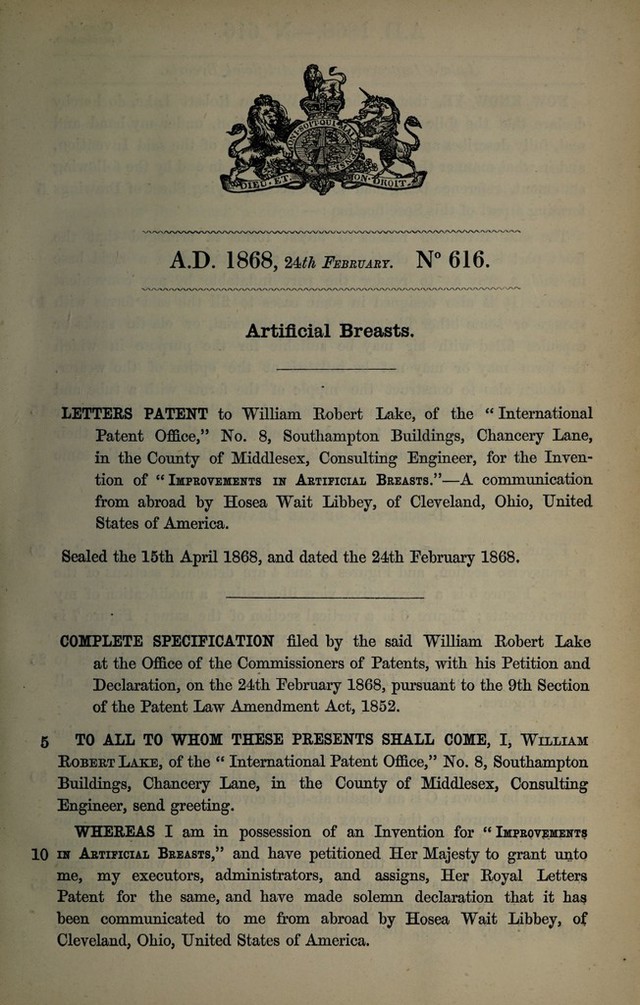 HONI SOIT QUI MAL Y PENSE
DIEU ET MON DROIT
A.D. 1868, 24th FEBRUARY. No 616.
Artificial Breasts.
LETTERS PATENT to William Robert Lake, of the “ International
Patent Office,” No. 8, Southampton Buildings, Chancery Lane,
in the County of Middlesex, Consulting Engineer, for the Inven-
tion of “ IMPROVEMENTS IN ARTIFICIAL BREASTS.”—A communication
from abroad by Hosea Wait Libbey, of Cleveland, Ohio, United
States of America.
Sealed the 15th April 1868, and dated the 24th February 1868.
COMPLETE SPECIFICATION filed by the said William Robert Lake
at the Office of the Commissioners of Patents, with his Petition and
Declaration, on the 24th February 1868, pursuant to the 9th Section
of the Patent Law Amendment Act, 1852.
5 TO ALL TO WHOM THESE PRESENTS SHALL COME, I, WILLIAM
ROBERT LAKE, of the “ International Patent Office,” No. 8, Southampton
Buildings, Chancery Lane, in the County of Middlesex, Consulting
Engineer, send greeting.
WHEREAS I am in possession of an Invention for “ IMPROVEMENTS
10 IN ARTIFICIAL BREASTS,” and have petitioned Her Majesty to grant unto
me, my executors, administrators, and assigns, Her Royal Letters
Patent for the same, and have made solemn declaration that it has
been communicated to me from abroad by Hosea Wait Libbey, of
Cleveland, Ohio, United States of America.